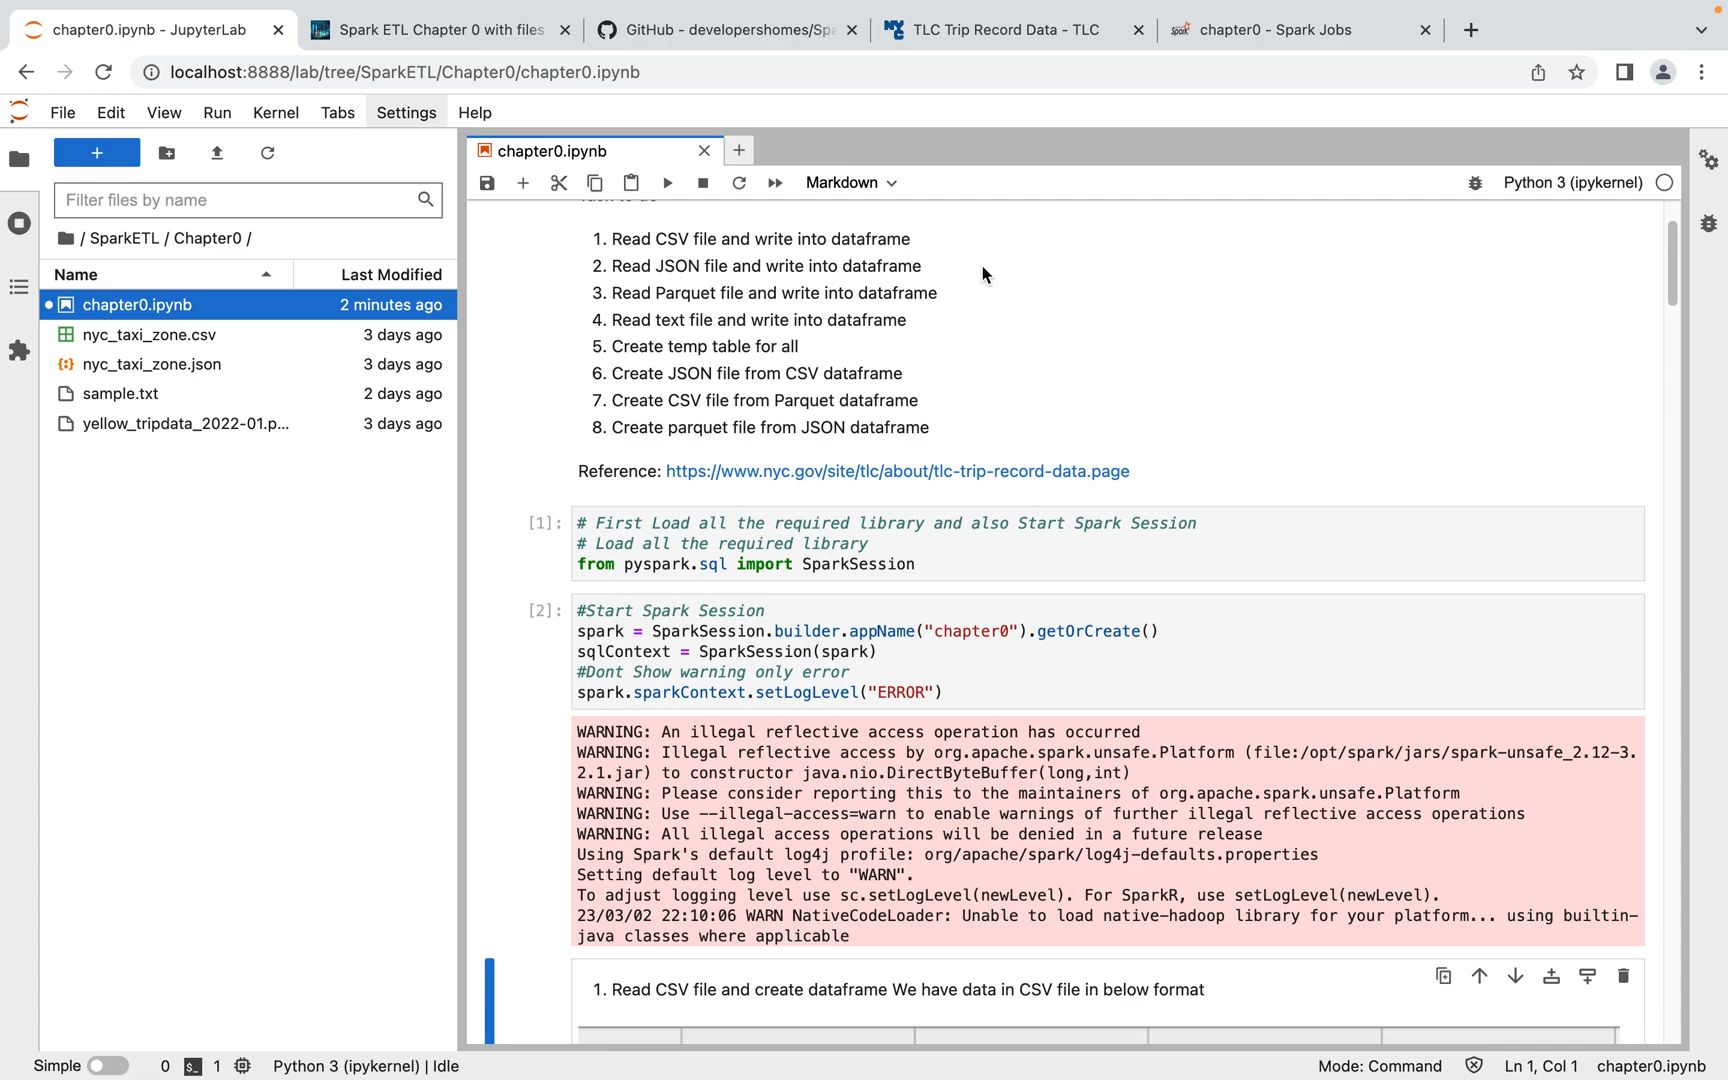 chapter0.ipynb - JupyterLab
Spark ETL Chapter 0 with files
GitHub - developershomes/Spa
TLC Trip Record Data - TLC
chapter0 - Spark Jobs
localhost:8888/lab/tree/SparkETL/Chapter0/chapter0.ipynb
File Edit View Run Kernel Tabs Settings Help
Filter files by name
/ SparkETL / Chapter0 /
Name Last Modified
chapter0.ipynb 2 minutes ago
nyc_taxi_zone.csv 3 days ago
nyc_taxi_zone.json 3 days ago
sample.txt 2 days ago
yellow_tripdata_2022-01.p... 3 days ago
chapter0.ipynb
Markdown
Python 3 (ipykernel)
1. Read CSV file and write into dataframe
2. Read JSON file and write into dataframe
3. Read Parquet file and write into dataframe
4. Read text file and write into dataframe
5. Create temp table for all
6. Create JSON file from CSV dataframe
7. Create CSV file from Parquet dataframe
8. Create parquet file from JSON dataframe
Reference: https://www.nyc.gov/site/tlc/about/tlc-trip-record-data.page
[1]: # First Load all the required library and also Start Spark Session
# Load all the required library
from pyspark.sql import SparkSession
[2]: #Start Spark Session
spark = SparkSession.builder.appName("chapter0").getOrCreate()
sqlContext = SparkSession(spark)
#Dont Show warning only error
spark.sparkContext.setLogLevel("ERROR")
WARNING: An illegal reflective access operation has occurred
WARNING: Illegal reflective access by org.apache.spark.unsafe.Platform (file:/opt/spark/jars/spark-unsafe_2.12-3.
2.1.jar) to constructor java.nio.DirectByteBuffer(long,int)
WARNING: Please consider reporting this to the maintainers of org.apache.spark.unsafe.Platform
WARNING: Use --illegal-access=warn to enable warnings of further illegal reflective access operations
WARNING: All illegal access operations will be denied in a future release
Using Spark's default log4j profile: org/apache/spark/log4j-defaults.properties
Setting default log level to "WARN".
To adjust logging level use sc.setLogLevel(newLevel). For SparkR, use setLogLevel(newLevel).
23/03/02 22:10:06 WARN NativeCodeLoader: Unable to load native-hadoop library for your platform... using builtin-
java classes where applicable
1. Read CSV file and create dataframe We have data in CSV file in below format
Simple 0 1 Python 3 (ipykernel) | Idle
Mode: Command Ln 1, Col 1 chapter0.ipynb